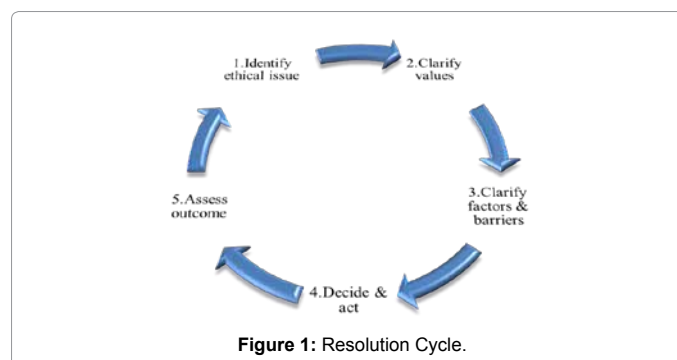 1.Identify
ethical issue
2.Clarify
values
3.Clarify
factors &
barriers
4.Decide &
act
5.Assess
outcome
Figure 1: Resolution Cycle.